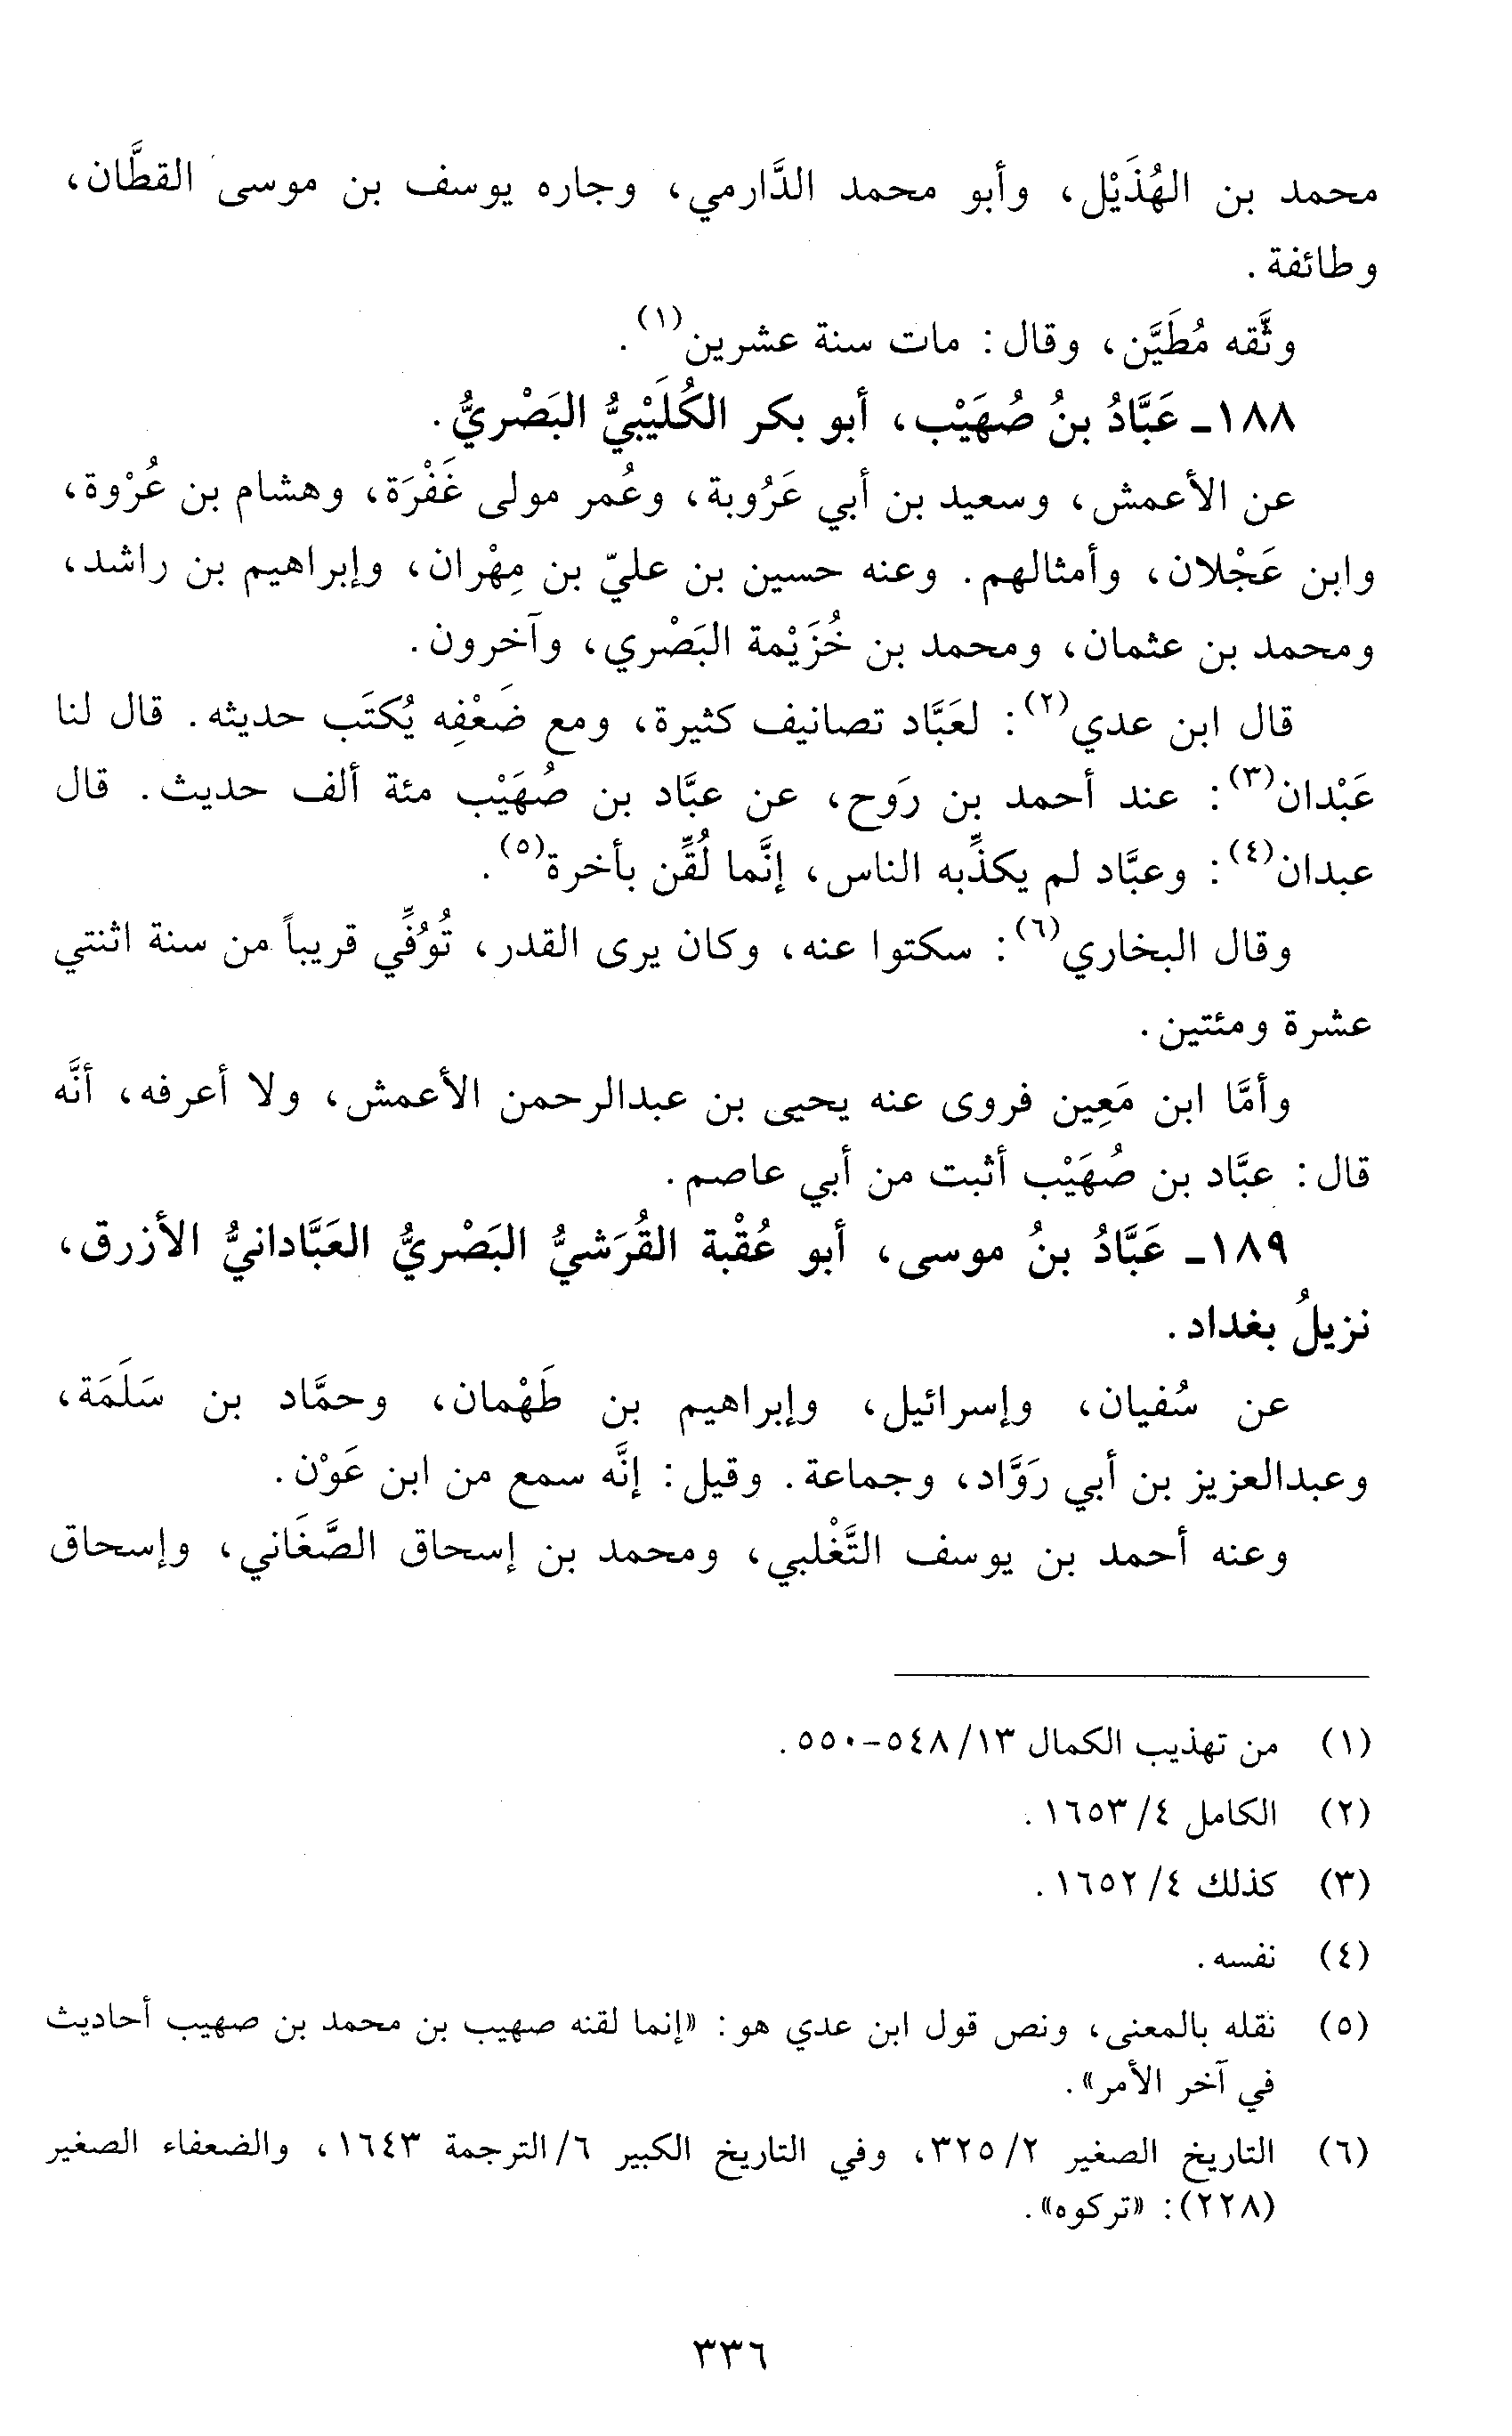 محمد بن الهُذَيْل، وأبو محمد الدَّارمي، وجاره يوسف بن موسى القطَّان،
وطائفة.
وثَّقه مُطَيَّن، وقال: مات سنة عشرين(١).
١٨٨- عَبَّادُ بنُ صُهَيْب، أبو بكر الكُلَيْبيُّ البَصْريُّ.
عن الأعمش، وسعيد بن أبي عَرُوبة، وعُمر مولى غَفْرَة، وهشام بن عُرْوة،
وابن عَجْلان، وأمثالهم. وعنه حسين بن عليّ بن مِهْران، وإبراهيم بن راشد،
ومحمد بن عثمان، ومحمد بن خُزَيْمة البَصْري، وآخرون.
قال ابن عدي(٢): لعَبَّاد تصانيف كثيرة، ومع ضَعْفِه يُكتَب حديثه. قال لنا
عَبْدان(٣): عند أحمد بن رَوح، عن عبَّاد بن صُهَيْب مئة ألف حديث. قال
عبدان(٤): وعبَّاد لم يكذِّبه الناس، إنَّما لُقِّن بأخرة(٥).
وقال البخاري(٦): سكتوا عنه، وكان يرى القدر، تُوُفِّي قريباً من سنة اثنتي
عشرة ومئتين.
وأمَّا ابن مَعِين فروى عنه يحيى بن عبدالرحمن الأعمش، ولا أعرفه، أنَّه
قال: عبَّاد بن صُهَيْب أثبت من أبي عاصم.
١٨٩- عَبَّادُ بنُ موسى، أبو عُقْبة القُرَشيُّ البَصْريُّ العَبَّادانيُّ الأزرق،
نزيلُ بغداد.
عن سُفيان، وإسرائيل، وإبراهيم بن طَهْمان، وحمَّاد بن سَلَمَة،
وعبدالعزيز بن أبي رَوَّاد، وجماعة. وقيل: إنَّه سمع من ابن عَوْن.
وعنه أحمد بن يوسف التَّغْلبي، ومحمد بن إسحاق الصَّغَاني، وإسحاق
(١) من تهذيب الكمال ١٣/ ٥٤٨-٥٥٠.
(٢) الكامل ٤/ ١٦٥٣.
(٣) كذلك ٤/ ١٦٥٢.
(٤) نفسه.
(٥) نقله بالمعنى، ونص قول ابن عدي هو: «إنما لقنه صهيب بن محمد بن صهيب أحاديث
في آخر الأمر».
(٦) التاريخ الصغير ٢/ ٣٢٥، وفي التاريخ الكبير ٦/ الترجمة ١٦٤٣، والضعفاء الصغير
(٢٢٨): «تركوه».
٣٣٦